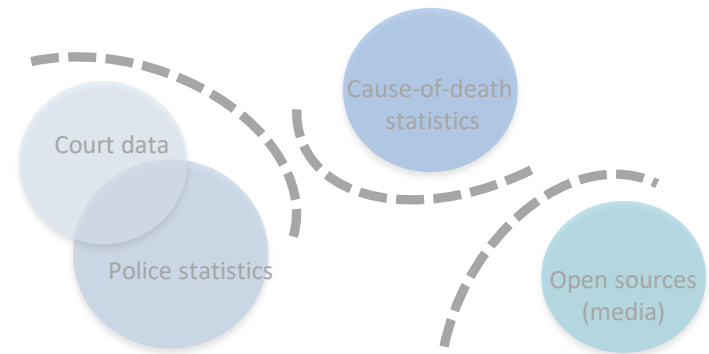 Court data
Police statistics
Cause-of-death
statistics
Open sources
(media)